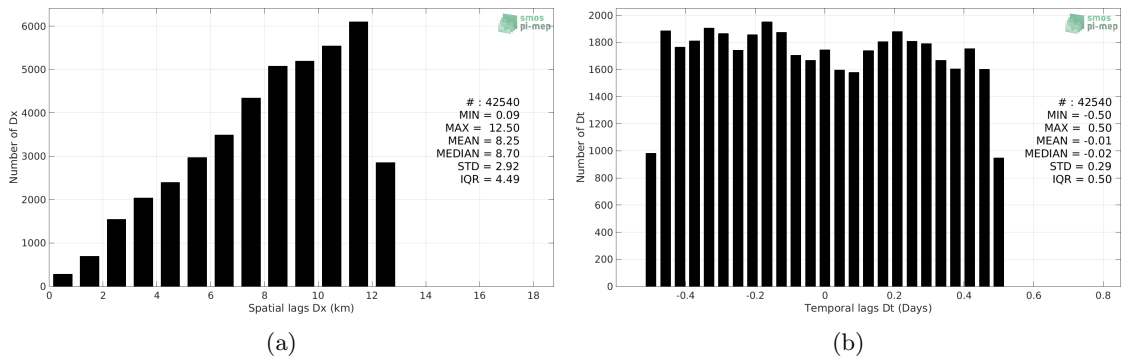 6000
5000
4000
3000
2000
1000
0
Number of Dx
0 2 4 6 8 10 12 14 16 18
Spatial lags Dx (km)
smos
pi-mep
# : 42540
MIN = 0.09
MAX = 12.50
MEAN = 8.25
MEDIAN = 8.70
STD = 2.92
IQR = 4.49
(a)
2000
1800
1600
1400
1200
1000
800
600
400
200
0
Number of Dt
-0.4 -0.2 0 0.2 0.4 0.6 0.8
Temporal lags Dt (Days)
smos
pi-mep
# : 42540
MIN = -0.50
MAX = 0.50
MEAN = -0.01
MEDIAN = -0.02
STD = 0.29
IQR = 0.50
(b)